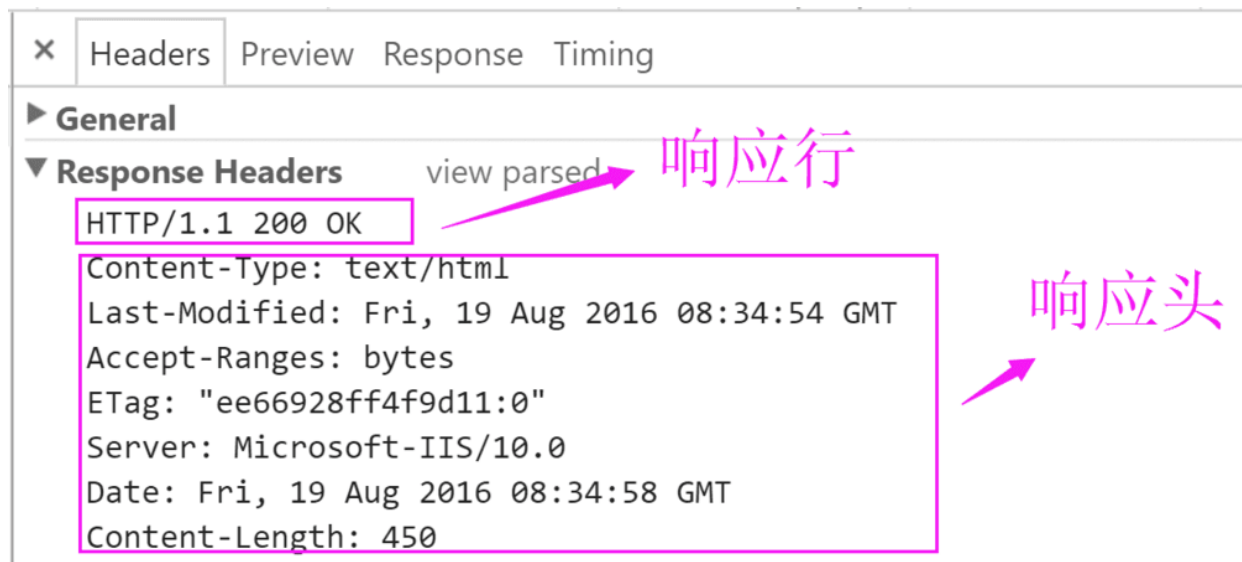 × Headers Preview Response Timing
General
Response Headers view parsed 响应行
HTTP/1.1 200 OK
Content-Type: text/html
Last-Modified: Fri, 19 Aug 2016 08:34:54 GMT
响应头
Accept-Ranges: bytes
ETag: "ee66928ff4f9d11:0"
Server: Microsoft-IIS/10.0
Date: Fri, 19 Aug 2016 08:34:58 GMT
Content-Length: 450